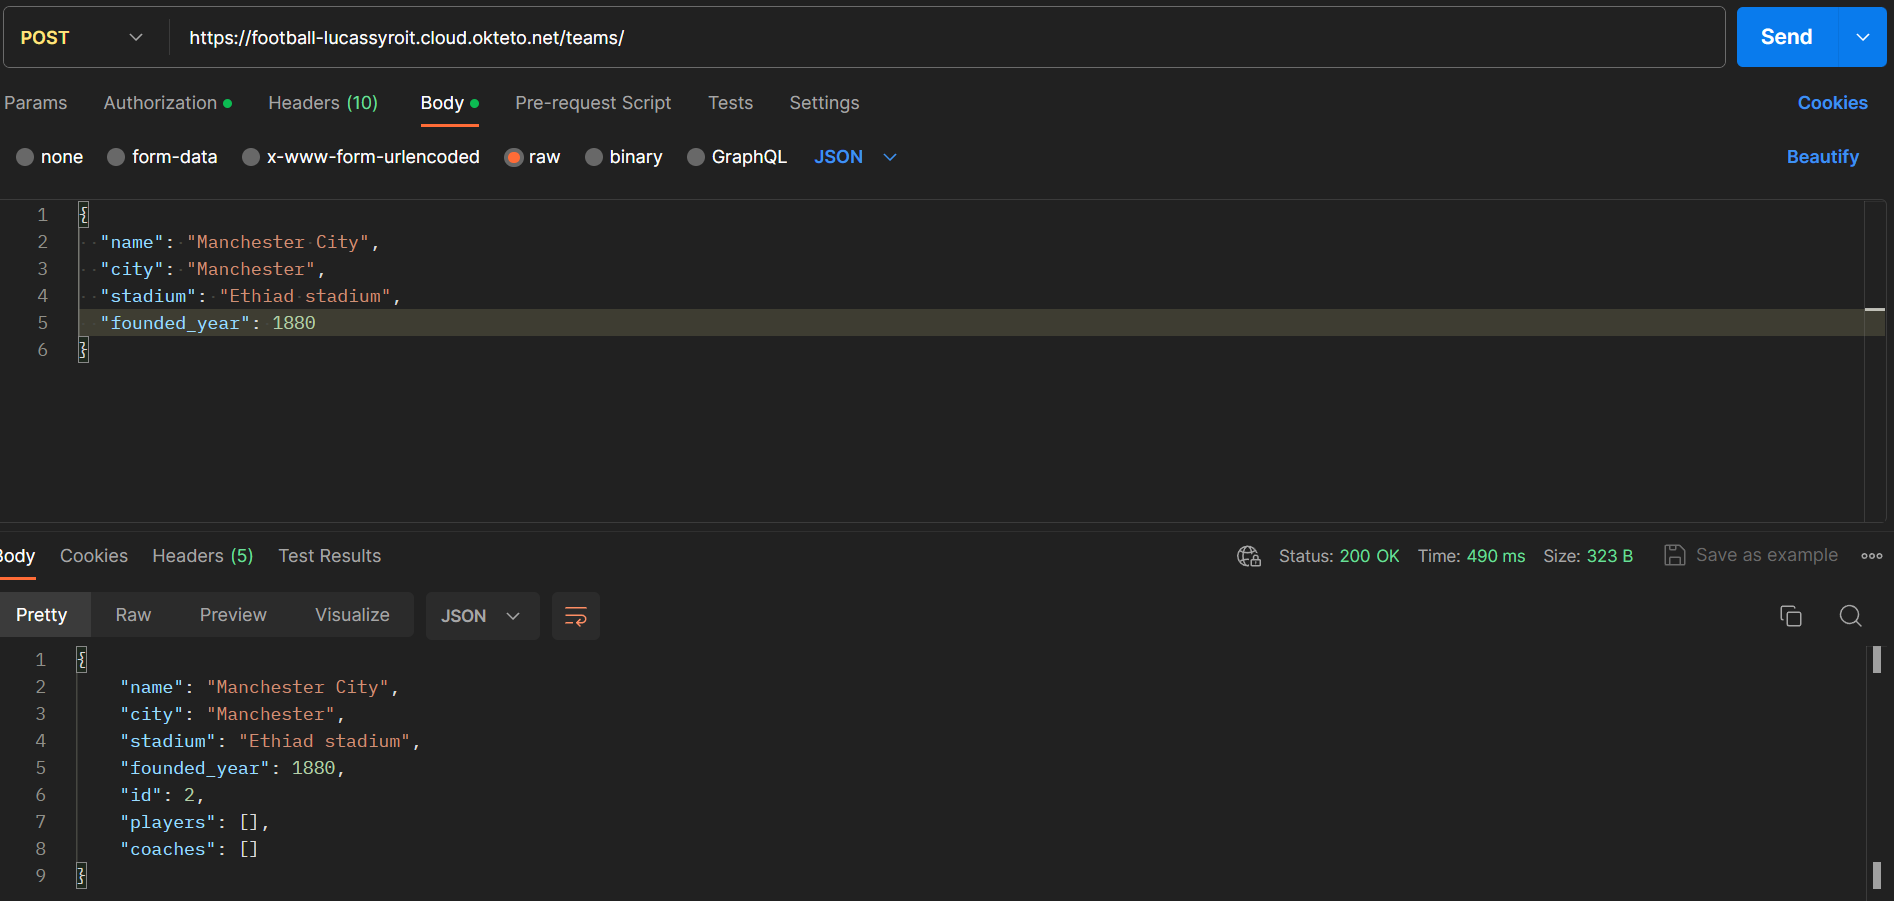 POST https://football-lucassyroit.cloud.okteto.net/teams/ Send
Params Authorization Headers (10) Body Pre-request Script Tests Settings Cookies
none form-data x-www-form-urlencoded raw binary GraphQL JSON Beautify
1 {
2 "name": "Manchester City",
3 "city": "Manchester",
4 "stadium": "Ethiad stadium",
5 "founded_year": 1880
6 }
Body Cookies Headers (5) Test Results Status: 200 OK Time: 490 ms Size: 323 B Save as example
Pretty Raw Preview Visualize JSON
1 {
2 "name": "Manchester City",
3 "city": "Manchester",
4 "stadium": "Ethiad stadium",
5 "founded_year": 1880,
6 "id": 2,
7 "players": [],
8 "coaches": []
9 }